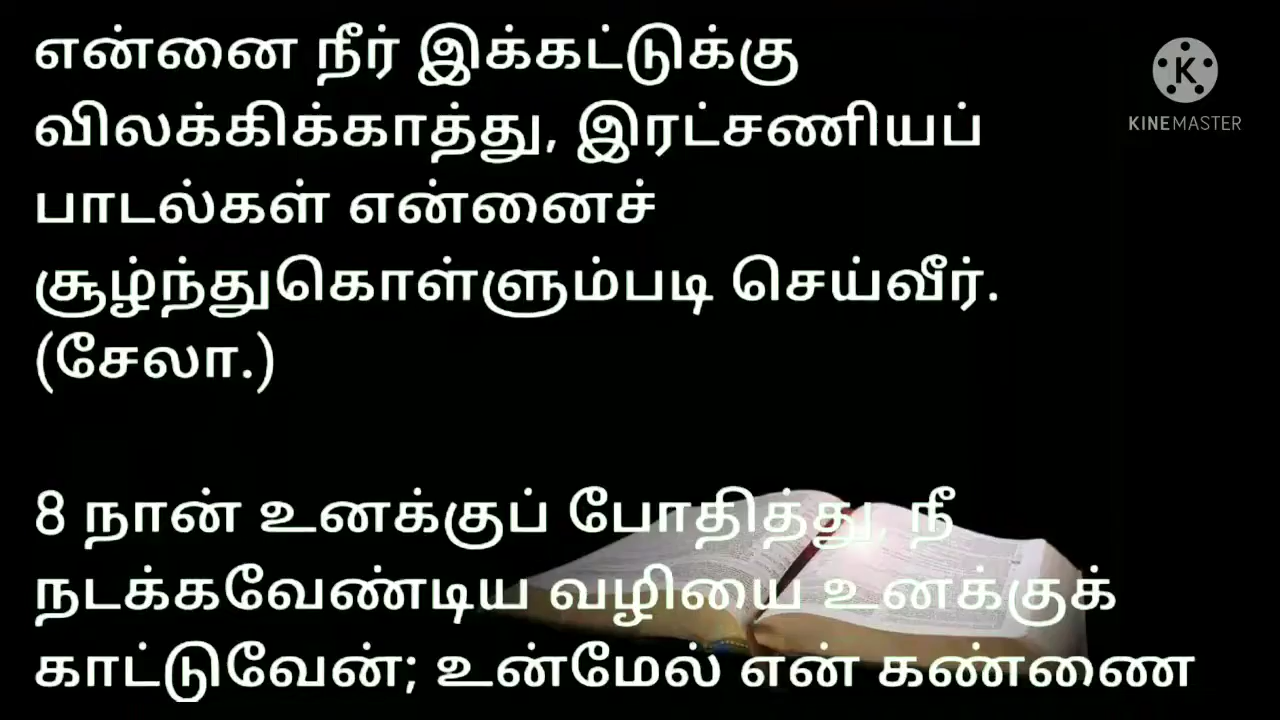 என்னை நீர் இக்கட்டுக்கு
விலக்கிக்காத்து, இரட்சணியப்
பாடல்கள் என்னைச்
சூழ்ந்துகொள்ளும்படி செய்வீர்.
(சேலா.)
8 நான் உனக்குப் போதித்து, நீ
நடக்கவேண்டிய வழியை உனக்குக்
காட்டுவேன்; உன்மேல் என் கண்ணை
K
KINEMASTER